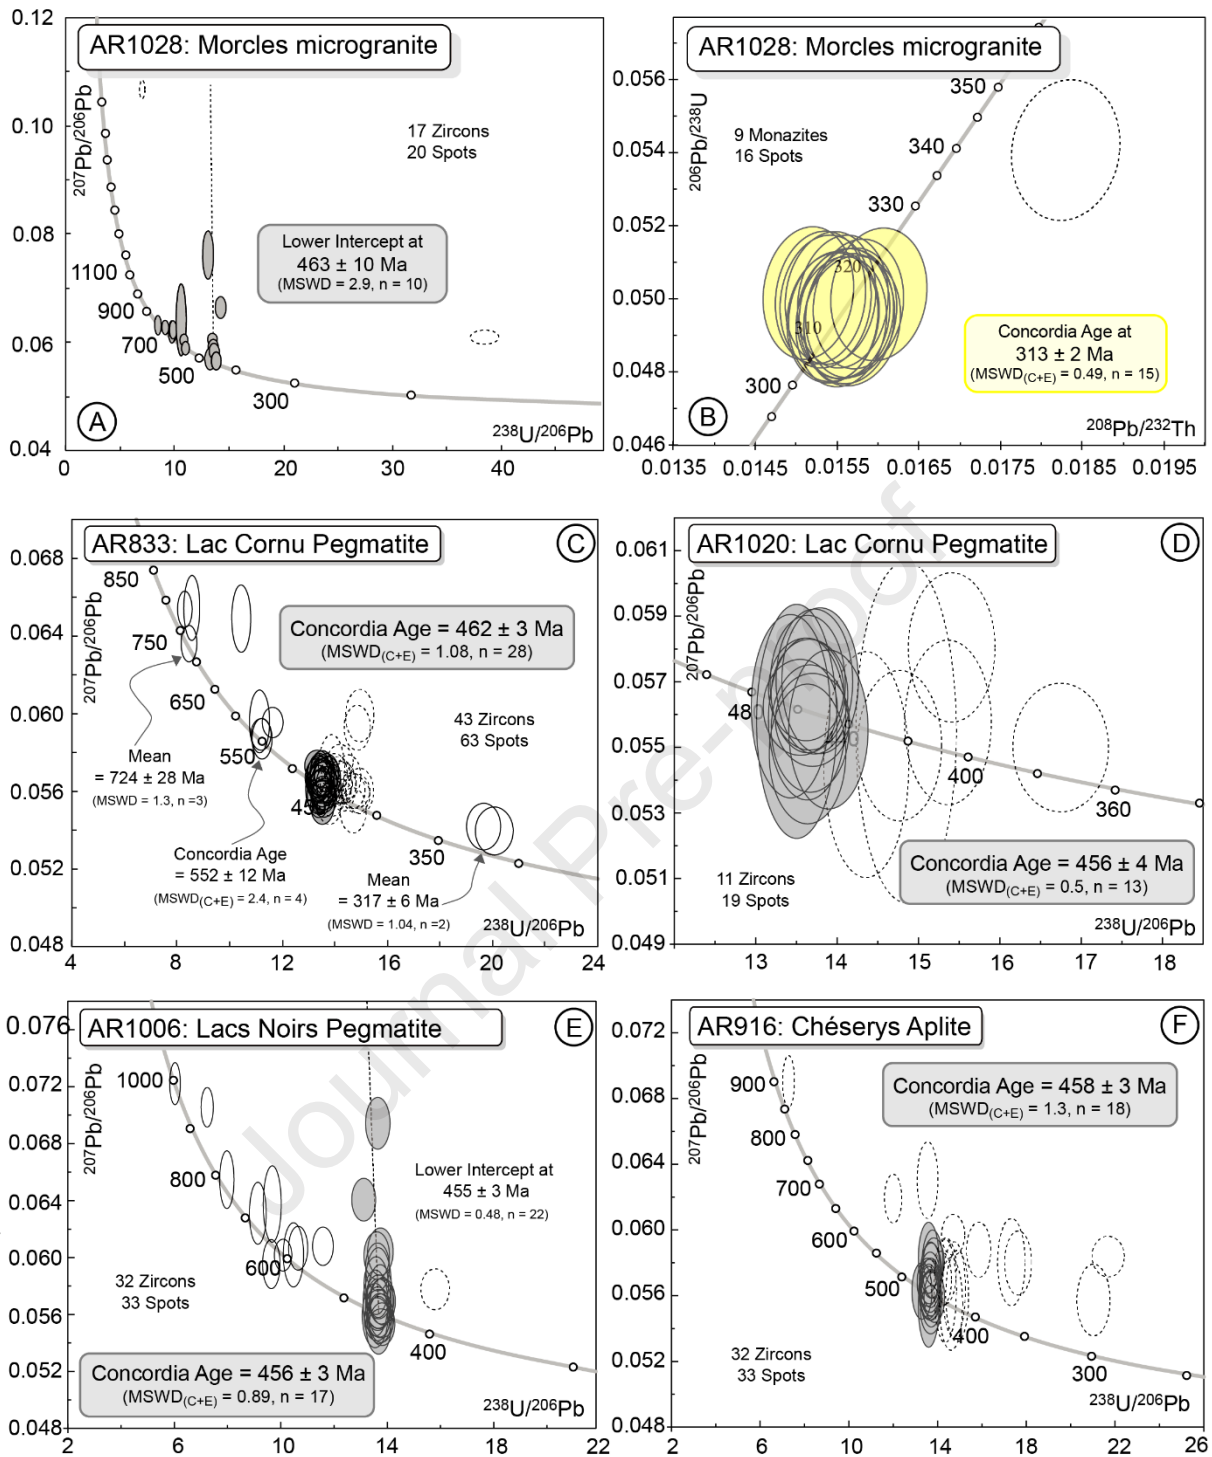 AR1028: Morcles microgranite
0.12
0.10
0.08
0.06
0.04
207Pb/206Pb
17 Zircons
20 Spots
Lower Intercept at
463 ± 10 Ma
(MSWD = 2.9, n = 10)
1100
900
700
500
300
A
238U/206Pb
0 10 20 30 40
AR1028: Morcles microgranite
0.056
0.054
0.052
0.050
0.048
0.046
206Pb/238U
9 Monazites
16 Spots
350
340
330
320
310
300
Concordia Age at
313 ± 2 Ma
(MSWD(C+E) = 0.49, n = 15)
B
208Pb/232Th
0.0135 0.0145 0.0155 0.0165 0.0175 0.0185 0.0195
AR833: Lac Cornu Pegmatite
C
0.068
0.064
0.060
0.056
0.052
0.048
207Pb/206Pb
850
750
650
550
45
350
Concordia Age = 462 ± 3 Ma
(MSWD(C+E) = 1.08, n = 28)
43 Zircons
63 Spots
Mean
= 724 ± 28 Ma
(MSWD = 1.3, n =3)
Concordia Age
= 552 ± 12 Ma
(MSWD(C+E) = 2.4, n = 4)
Mean
= 317 ± 6 Ma
(MSWD = 1.04, n =2)
238U/206Pb
4 8 12 16 20 24
AR1020: Lac Cornu Pegmatite
D
0.061
0.059
0.057
0.055
0.053
0.051
0.049
207Pb/206Pb
48
400
360
11 Zircons
19 Spots
Concordia Age = 456 ± 4 Ma
(MSWD(C+E) = 0.5, n = 13)
238U/206Pb
13 14 15 16 17 18
AR1006: Lacs Noirs Pegmatite
E
0.076
0.072
0.068
0.064
0.060
0.056
0.052
0.048
207Pb/206Pb
1000
800
600
400
Lower Intercept at
455 ± 3 Ma
(MSWD = 0.48, n = 22)
32 Zircons
33 Spots
Concordia Age = 456 ± 3 Ma
(MSWD(C+E) = 0.89, n = 17)
238U/206Pb
2 6 10 14 18 22
AR916: Chéserys Aplite
F
0.072
0.068
0.064
0.060
0.056
0.052
0.048
207Pb/206Pb
900
800
700
600
500
400
300
Concordia Age = 458 ± 3 Ma
(MSWD(C+E) = 1.3, n = 18)
32 Zircons
33 Spots
238U/206Pb
2 6 10 14 18 22 26
Journal Pre-proof